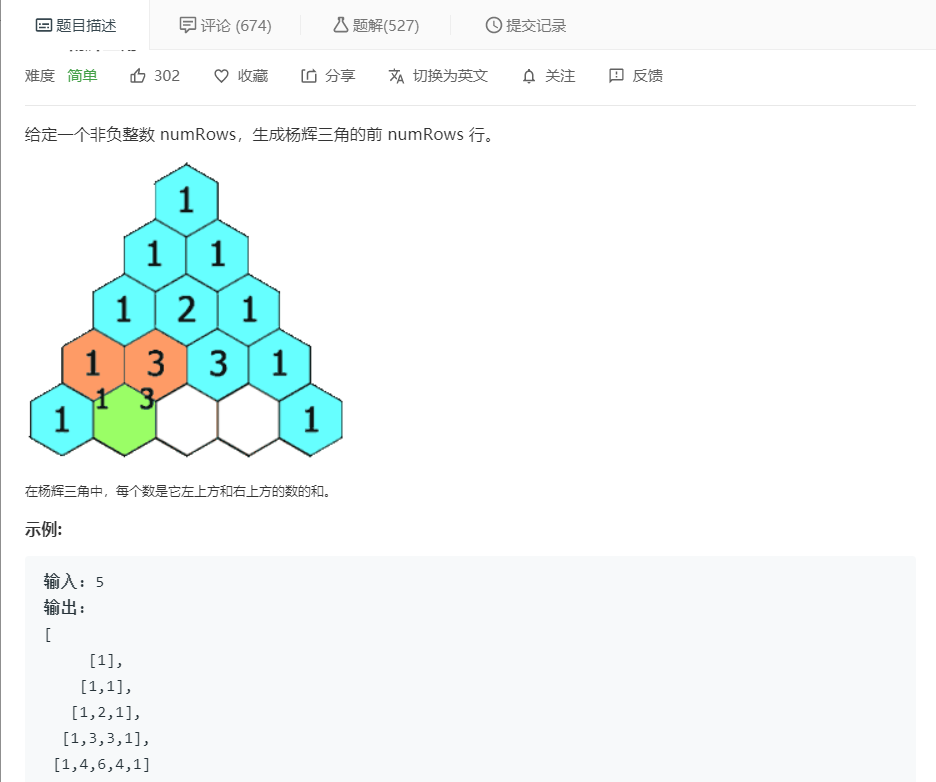 题目描述 评论 (674) 题解(527) 提交记录
难度 简单 302 收藏 分享 切换为英文 关注 反馈
给定一个非负整数 numRows，生成杨辉三角的前 numRows 行。
1
1 1
1 2 1
1 3 3 1
1 3
1 1
在杨辉三角中，每个数是它左上方和右上方的数的和。
示例:
输入: 5
输出:
[
[1],
[1,1],
[1,2,1],
[1,3,3,1],
[1,4,6,4,1]